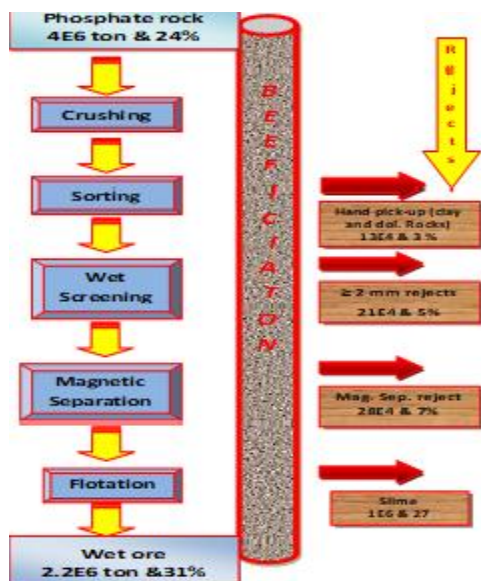 Phosphate rock
4E6 ton & 24%
Crushing
Sorting
Wet
Screening
Magnetic
Separation
Flotation
Wet ore
2.2E6 ton &31%
BEEFICIATON
Rejects
Hand-pick-up (clay
and dol. Rocks)
13E4 & 3 %
≥2-mm rejects
21E4 & 5%
Mag. Sep. reject
28E4 & 7%
Slime
1E6 & 27